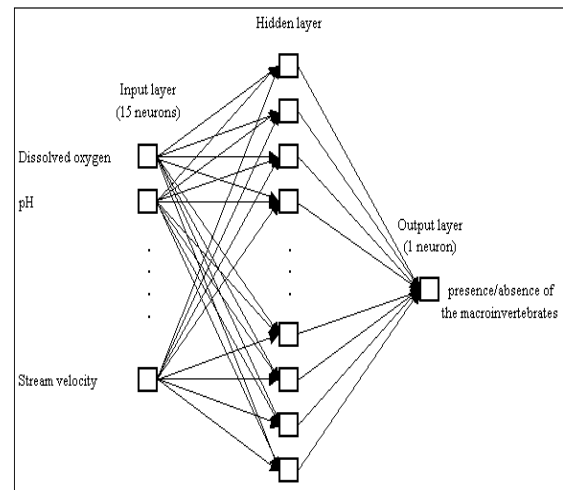 Hidden layer
Input layer
(15 neurons)
Dissolved oxygen
pH
Output layer
(1 neuron)
presence/absence of
the macroinvertebrates
Stream velocity